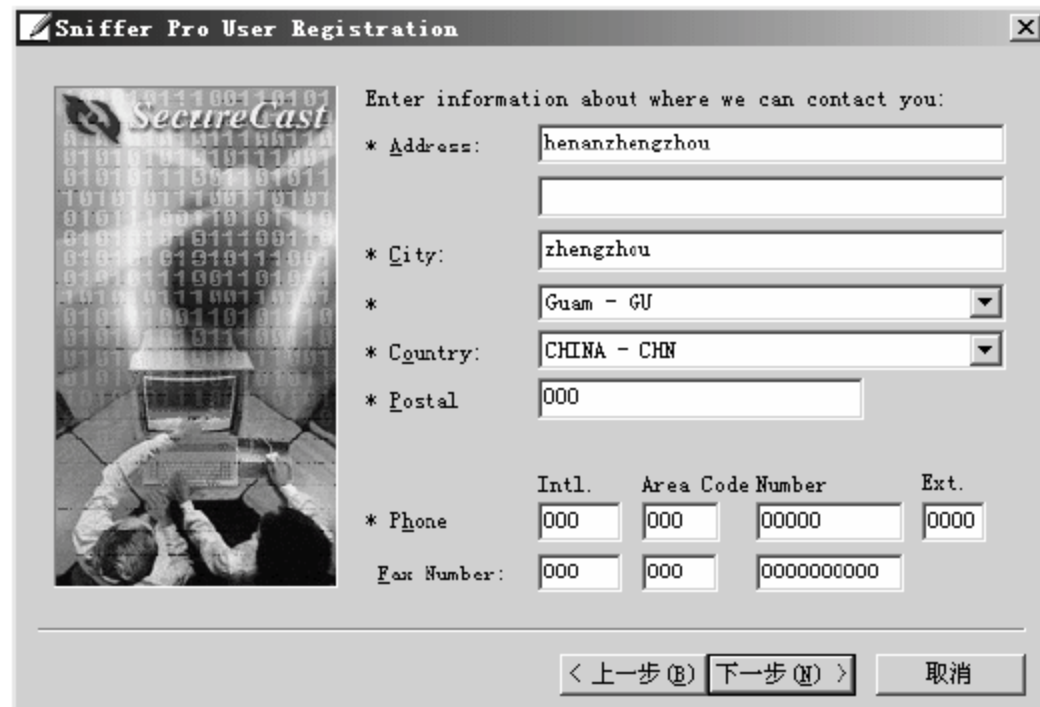 Sniffer Pro User Registration
SecureCast
Enter information about where we can contact you:
* Address: henanzhengzhou
* City: zhengzhou
* Guam - GU
* Country: CHINA - CHN
* Postal 000
Intl. Area Code Number Ext.
* Phone 000 000 00000 0000
Fax Number: 000 000 0000000000
< 上一步(B) 下一步(N) > 取消